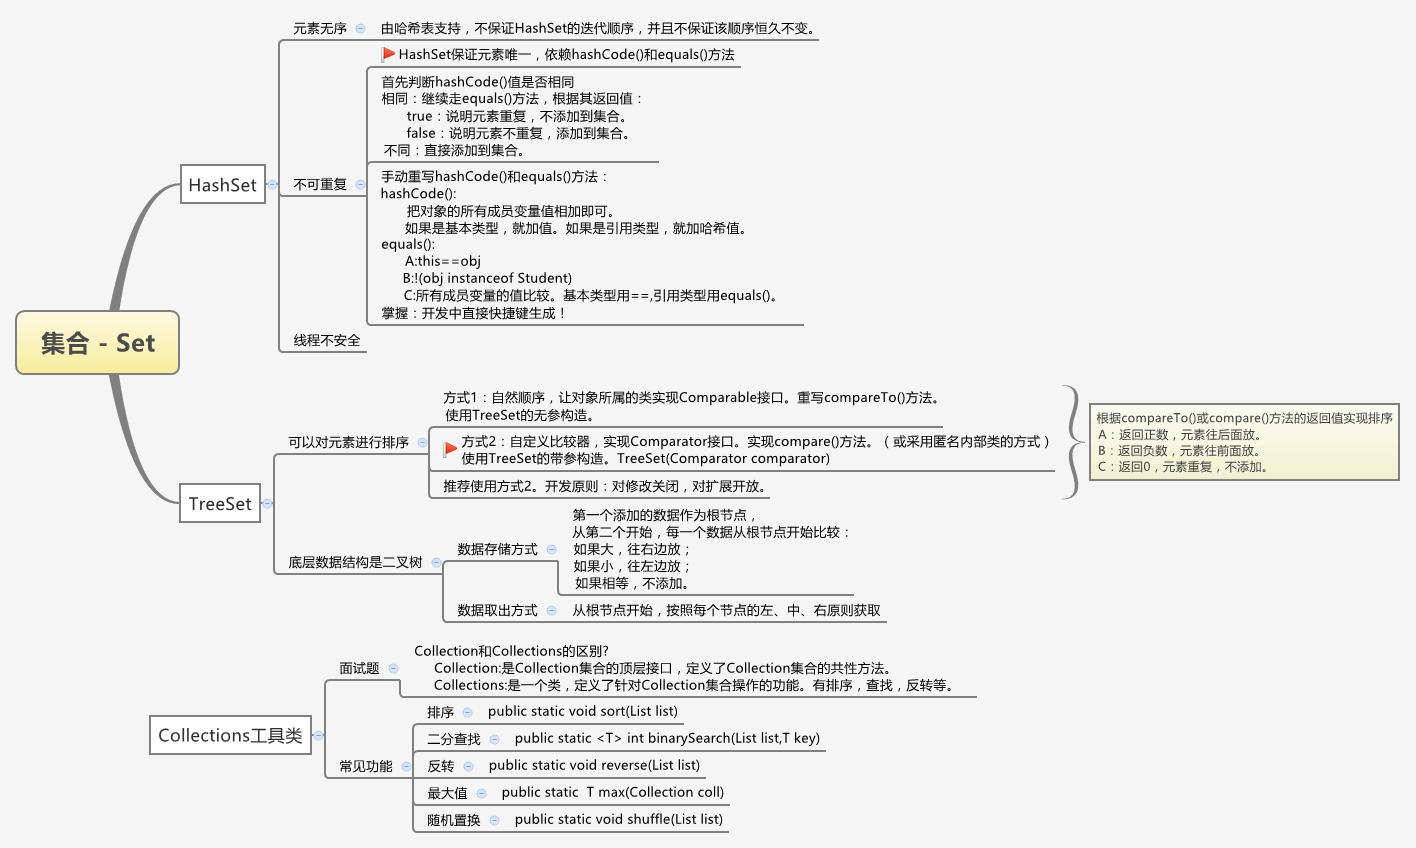 集合 - Set
HashSet
元素无序
由哈希表支持，不保证HashSet的迭代顺序，并且不保证该顺序恒久不变。
不可重复
HashSet保证元素唯一，依赖hashCode()和equals()方法
首先判断hashCode()值是否相同
相同：继续走equals()方法，根据其返回值：
true：说明元素重复，不添加到集合。
false：说明元素不重复，添加到集合。
不同：直接添加到集合。
手动重写hashCode()和equals()方法：
hashCode():
把对象的所有成员变量值相加即可。
如果是基本类型，就加值。如果是引用类型，就加哈希值。
equals():
A:this==obj
B:!(obj instanceof Student)
C:所有成员变量的值比较。基本类型用==,引用类型用equals()。
掌握：开发中直接快捷键生成！
线程不安全
TreeSet
可以对元素进行排序
方式1：自然顺序，让对象所属的类实现Comparable接口。重写compareTo()方法。
使用TreeSet的无参构造。
方式2：自定义比较器，实现Comparator接口。实现compare()方法。（或采用匿名内部类的方式）
使用TreeSet的带参构造。TreeSet(Comparator comparator)
推荐使用方式2。开发原则：对修改关闭，对扩展开放。
根据compareTo()或compare()方法的返回值实现排序
A：返回正数，元素往后面放。
B：返回负数，元素往前面放。
C：返回0，元素重复，不添加。
底层数据结构是二叉树
数据存储方式
第一个添加的数据作为根节点，
从第二个开始，每一个数据从根节点开始比较：
如果大，往右边放；
如果小，往左边放；
如果相等，不添加。
数据取出方式
从根节点开始，按照每个节点的左、中、右原则获取
Collections工具类
面试题
Collection和Collections的区别?
Collection:是Collection集合的顶层接口，定义了Collection集合的共性方法。
Collections:是一个类，定义了针对Collection集合操作的功能。有排序，查找，反转等。
常见功能
排序
public static void sort(List list)
二分查找
public static <T> int binarySearch(List list,T key)
反转
public static void reverse(List list)
最大值
public static  T max(Collection coll)
随机置换
public static void shuffle(List list)